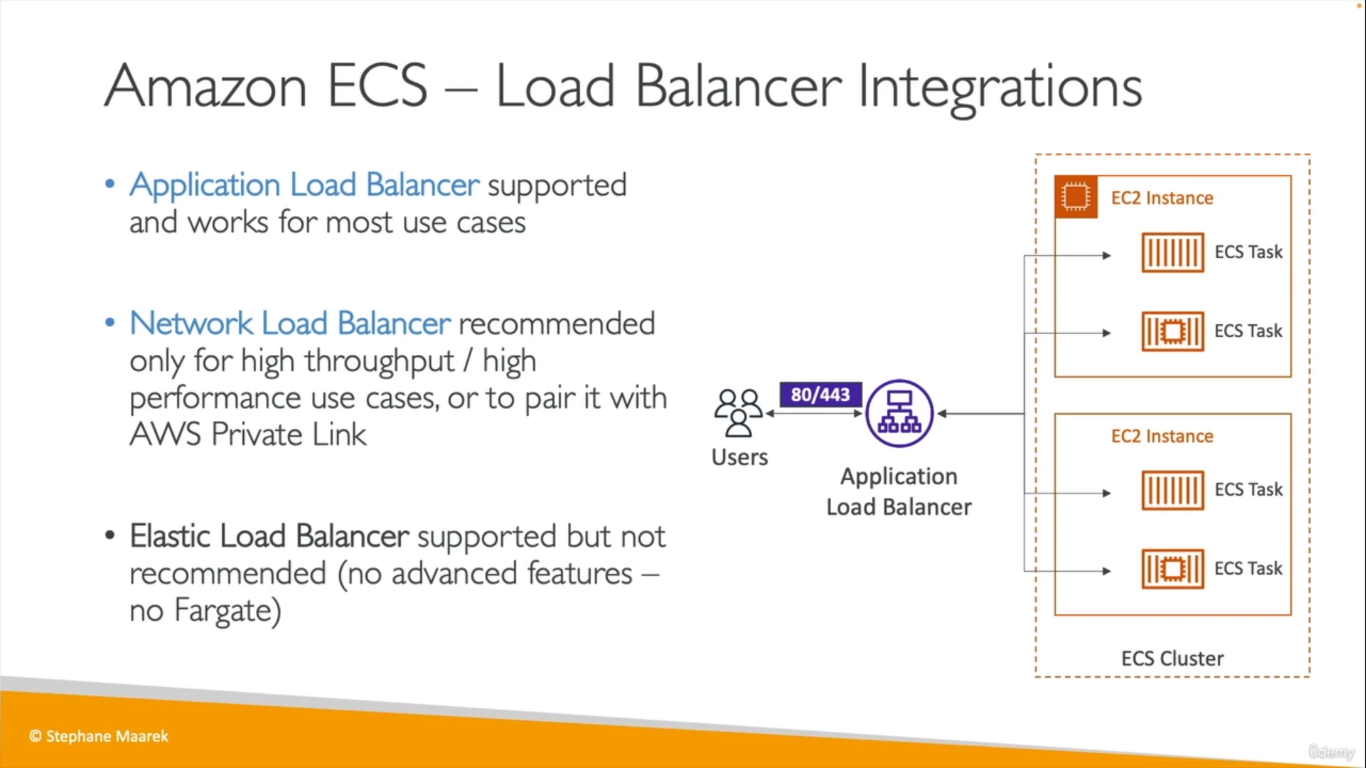 Amazon ECS – Load Balancer Integrations
• Application Load Balancer supported
and works for most use cases
• Network Load Balancer recommended
only for high throughput / high
performance use cases, or to pair it with
AWS Private Link
• Elastic Load Balancer supported but not
recommended (no advanced features –
no Fargate)
Users
80/443
Application
Load Balancer
EC2 Instance
ECS Task
ECS Task
EC2 Instance
ECS Task
ECS Task
ECS Cluster
© Stephane Maarek
ûdemy